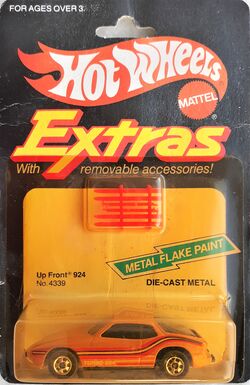 FOR AGES OVER 3.
Hot Wheels
MATTEL
Extras
With removable accessories!
METAL FLAKE PAINT
Up Front 924
No. 4339
DIE-CAST METAL